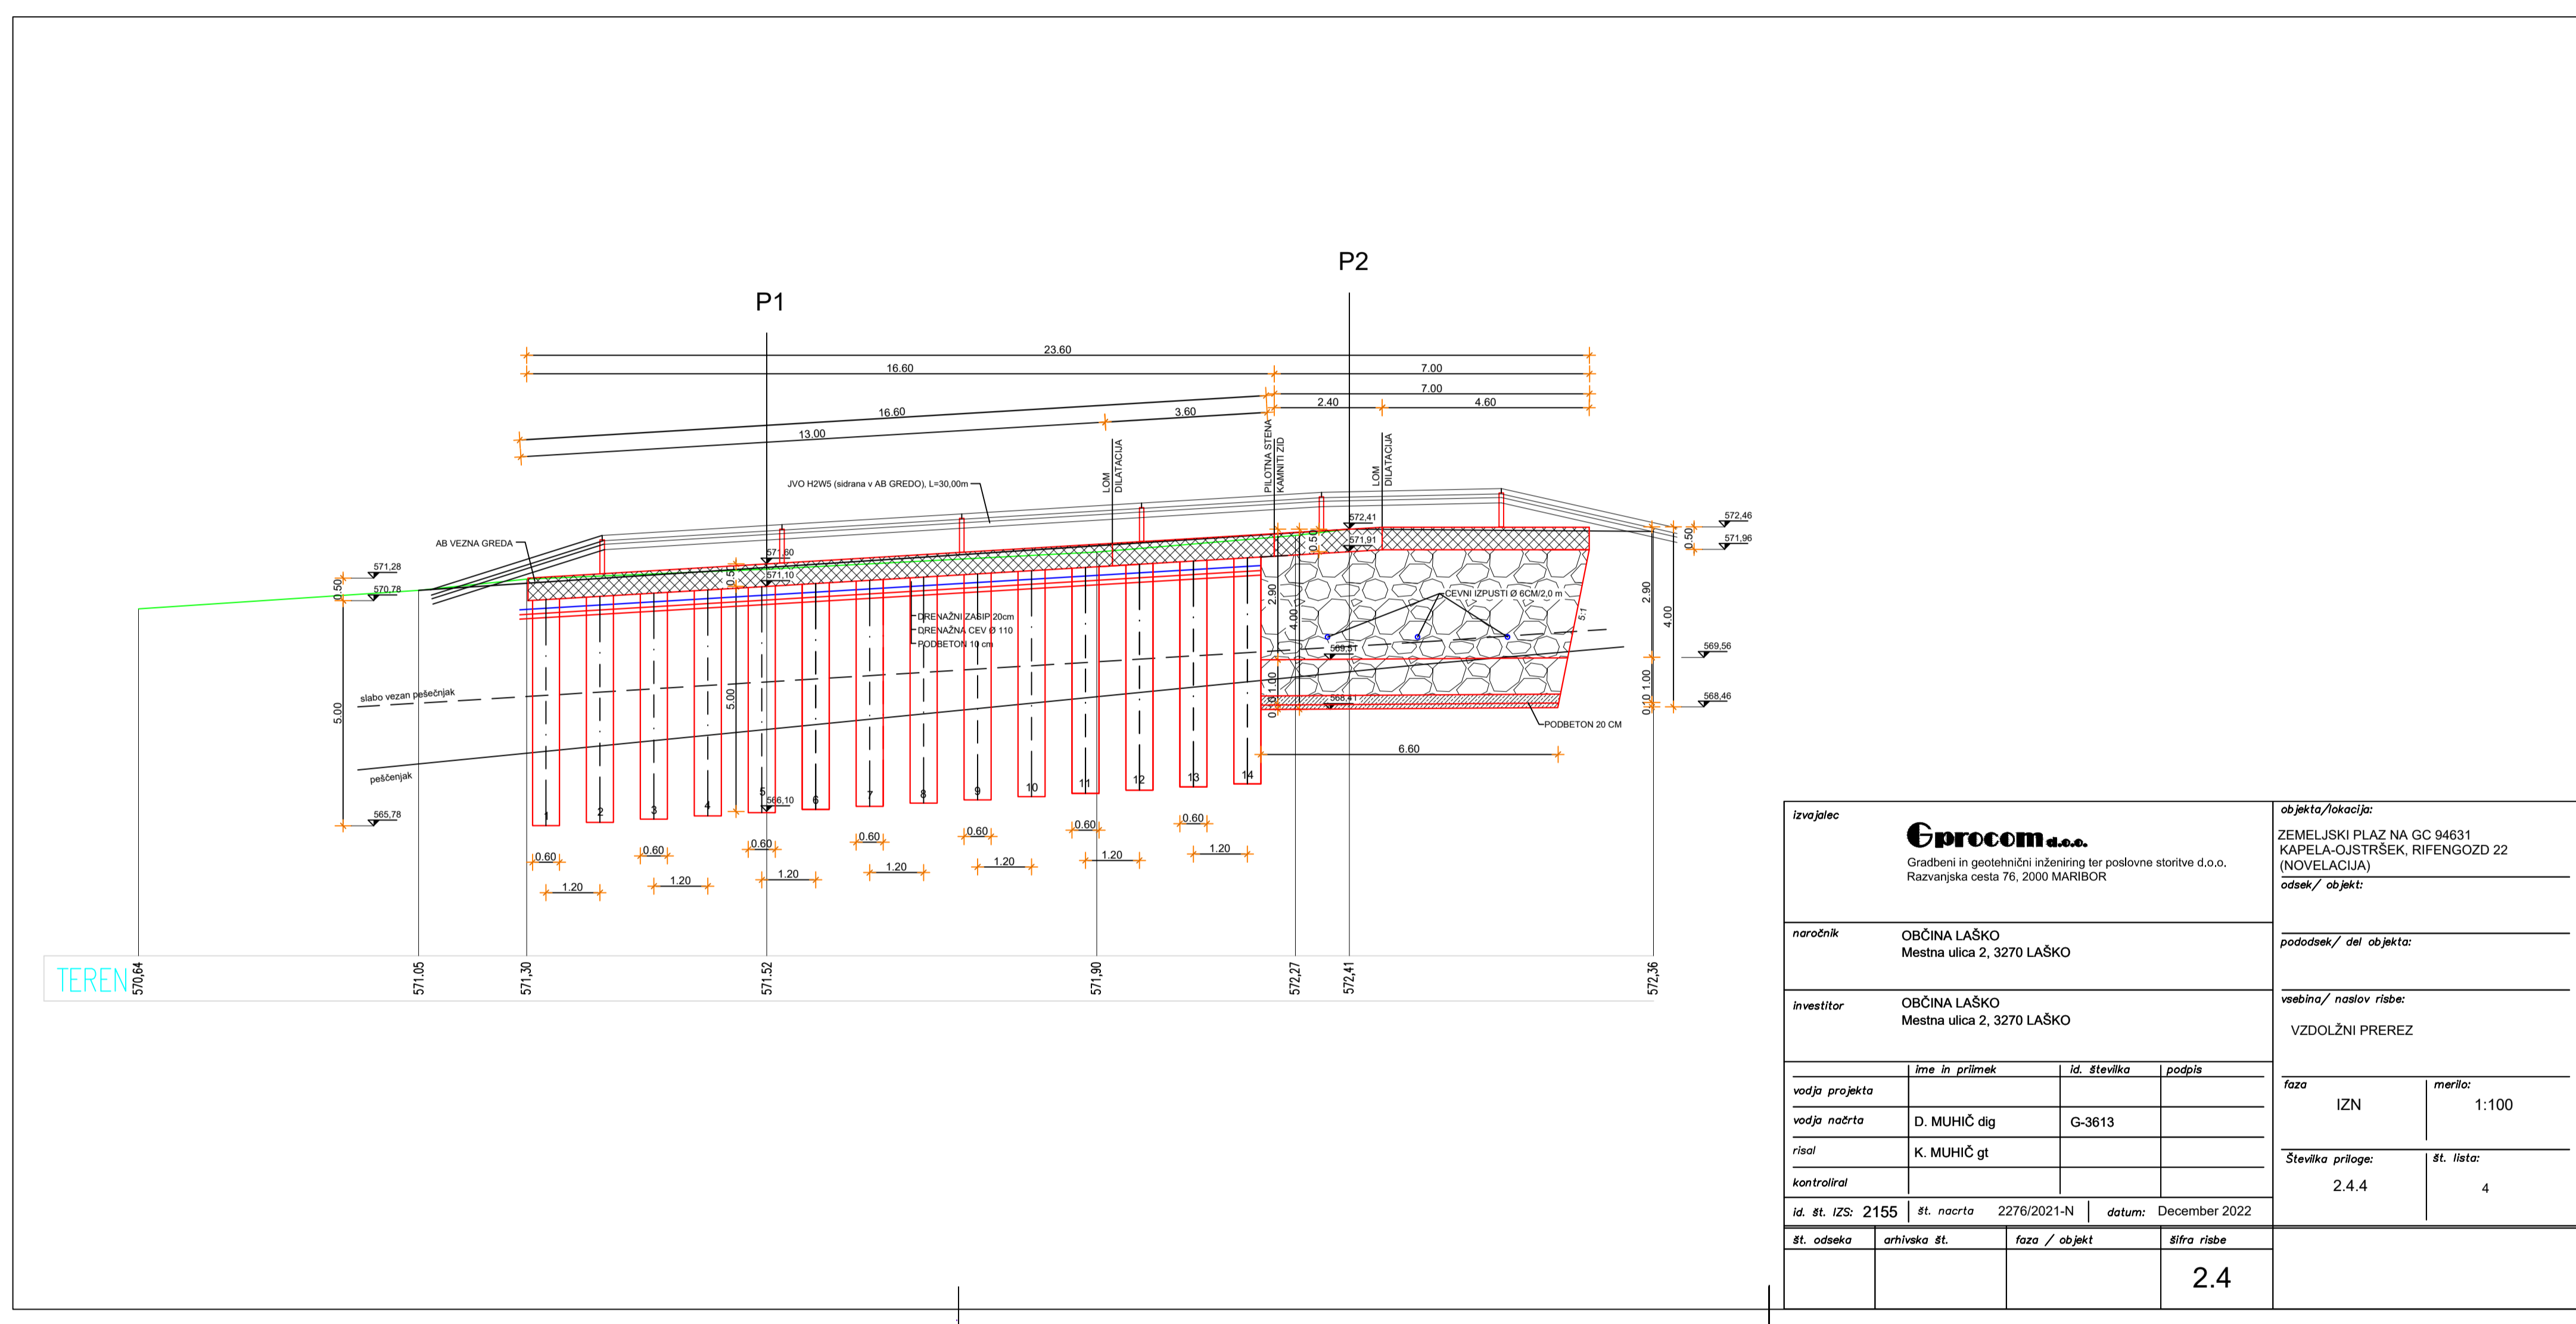 P2
P1
23.60
16.60
7.00
7.00
16.60
3.60
2.40
4.60
13.00
LOM
DILATACIJA
PILOTNA STENA
KAMNITI ZID
LOM
DILATACIJA
JVO H2W5 (sidrana v AB GREDO), L=30,00m
AB VEZNA GREDA
572,41
571,91
572,46
571,96
0.50
571,60
571,10
0.50
0.50
571,28
570,78
0.50
2.90
4.00
2.90
4.00
CEVNI IZPUSTI Ø 6CM/2,0 m
5:1
DRENAŽNI ZASIP 20cm
DRENAŽNA CEV Ø 110
PODBETON 10 cm
569,51
569,56
slabo vezan pešečnjak
5.00
5.00
1.00
0.10
568,41
1.00
0.10
568,46
PODBETON 20 CM
6.60
peščenjak
565,78
566,10
1
2
3
4
5
6
7
8
9
10
11
12
13
14
0.60
0.60
0.60
0.60
0.60
0.60
0.60
1.20
1.20
1.20
1.20
1.20
1.20
1.20
TEREN
570,64
571.05
571,30
571.52
571,90
572,27
572,41
572,36
izvajalec
Gprocom d.o.o.
Gradbeni in geotehnični inženiring ter poslovne storitve d,o,o,
Razvanjska cesta 76, 2000 MARIBOR
objekta/lokacija:
ZEMELJSKI PLAZ NA GC 94631
KAPELA-OJSTRŠEK, RIFENGOZD 22
(NOVELACIJA)
odsek/ objekt:
naročnik
OBČINA LAŠKO
Mestna ulica 2, 3270 LAŠKO
pododsek/ del objekta:
investitor
OBČINA LAŠKO
Mestna ulica 2, 3270 LAŠKO
vsebina/ naslov risbe:
VZDOLŽNI PREREZ
ime in priimek
id. številka
podpis
vodja projekta
vodja načrta
D. MUHIČ dig
G-3613
risal
K. MUHIČ gt
kontroliral
faza
IZN
merilo:
1:100
Številka priloge:
2.4.4
št. lista:
4
id. št. IZS: 2155
št. nacrta 2276/2021-N
datum: December 2022
št. odseka
arhivska št.
faza / objekt
šifra risbe
2.4